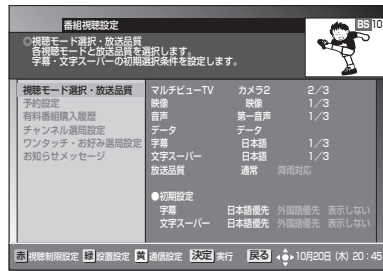 番組視聴設定
BS 10
◎視聴モード選択・放送品質
各視聴モードと放送品質を選択します。
字幕・文字スーパーの初期選択条件を設定します。
視聴モード選択・放送品質
予約設定
有料番組購入履歴
チャンネル選局設定
ワンタッチ・お好み選局設定
お知らせメッセージ
マルチビューTV カメラ2 2／3
映像 映像 1／3
音声 第一音声 1／3
データ データ
字幕 日本語 1／3
文字スーパー 日本語 1／3
放送品質 通常 降雨対応
●初期設定
字幕 日本語優先 外国語優先 表示しない
文字スーパー 日本語優先 外国語優先 表示しない
赤 視聴制限設定 緑 設置設定 黄 通信設定 決定 実行 戻る 10月20日 (木) 20：45